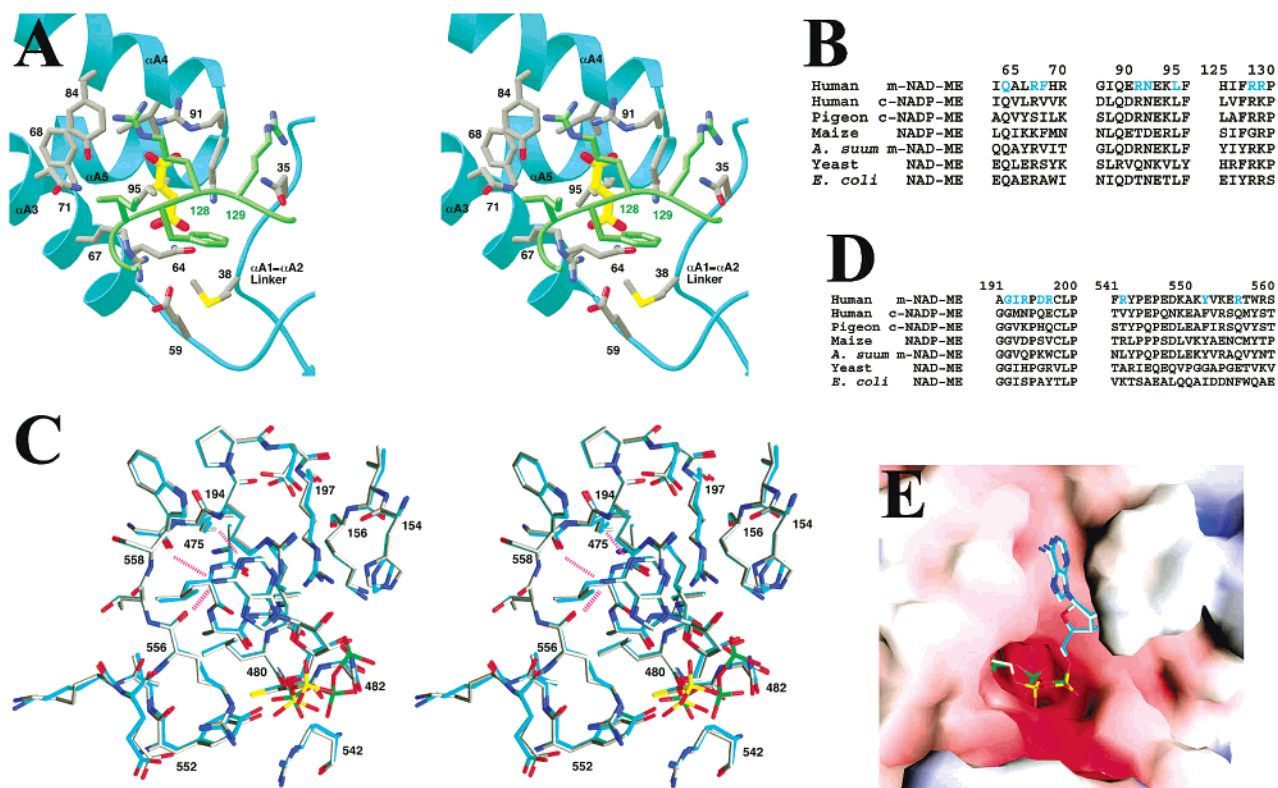 A
αA4
84
91
68
35
αA5
95
αA3
71
128
129
67
64
38
αA1–αA2
Linker
59
αA4
84
91
68
35
αA5
95
αA3
71
128
129
67
64
38
αA1–αA2
Linker
59
B
65 70 90 95 125 130
Human m-NAD-ME IQALRFHR GIQERNEKLF HIFRRP
Human c-NADP-ME IQVLRVVK DLQDRNEKLF LVFRKP
Pigeon c-NADP-ME AQVYSILK SLQDRNEKLF LAFRRP
Maize NADP-ME LQIKKFMN NLQETDERLF SIFGRP
A. suum m-NAD-ME QQAYRVIT GLQDRNEKLF YIYRKP
Yeast NAD-ME EQLERSYK SLRVQNKVLY HRFRKP
E. coli NAD-ME EQAERAWI NIQDTNETLF EIYRRS
D
191 200 541 550 560
Human m-NAD-ME AGIRPDRCLP FRYPEPEDKAKYVKERTWRS
Human c-NADP-ME GGMNPQECLP TVYPEPQNKEAFVRSQMYST
Pigeon c-NADP-ME GGVKPHQCLP STYPQPEDLEAFIRSQVYST
Maize NADP-ME GGVDPSVCLP TRLPPPSDLVKYAENCMYTP
A. suum m-NAD-ME GGVQPKWCLP NLYPQPEDLEKYVRAQVYNT
Yeast NAD-ME GGIHPGRVLP TARIEQEQVPGGAPGETVKV
E. coli NAD-ME GGISPAYTLP VKTSAEALQQAIDDNFWQAE
C
194
197
475
156
154
558
556
480
482
552
542
194
197
475
156
154
558
556
480
482
552
542
E